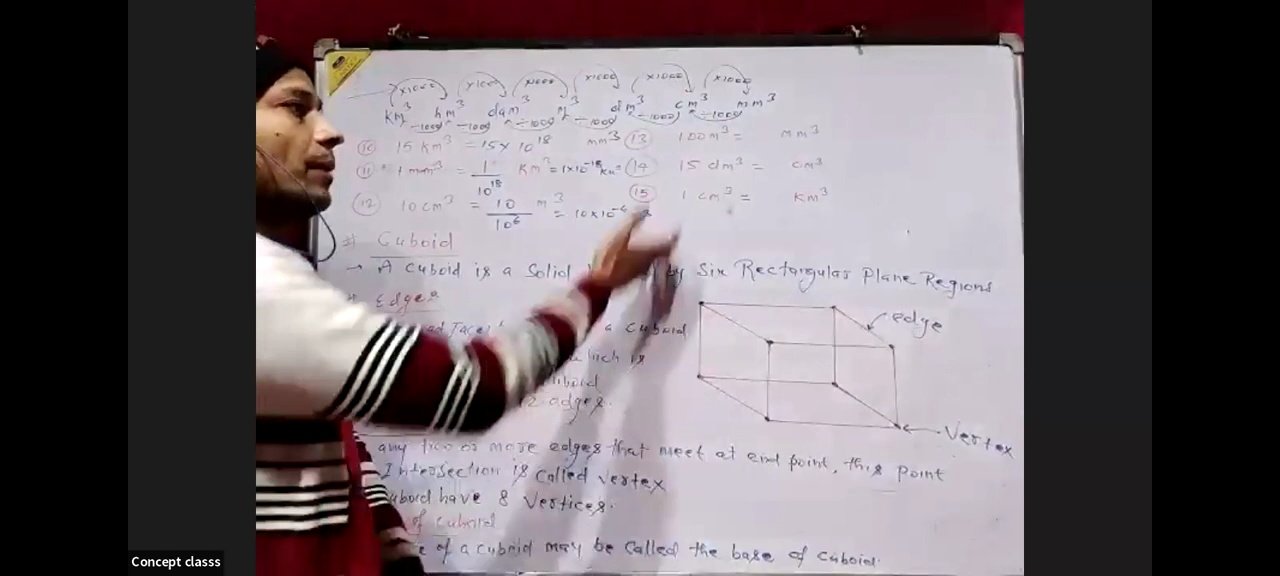 ×1000 ×1000 ×1000 ×1000 ×1000 ×1000
km³ hm³ dam³ m³ dm³ cm³ mm³
÷1000 ÷1000 ÷1000 ÷1000 ÷1000 ÷1000
10 15 km³ = 15 × 10¹⁸ mm³
11 1 mm³ = 1/10¹⁸ km³ = 1×10⁻¹⁸ km³
12 10 cm³ = 10/10⁶ m³ = 10×10⁻⁶
13 100 m³ = mm³
14 15 dm³ = cm³
15 1 cm³ = km³
# Cuboid
→ A cuboid is a Solid by Six Rectangular Plane Regions
Edges
a cuboid
which is
edges.
edge
Vertex
any two or more edges that meet at end point, this point
Intersection is called vertex
cuboid have 8 vertices.
of cuboid
of a cuboid may be called the base of cuboid.
Concept classs